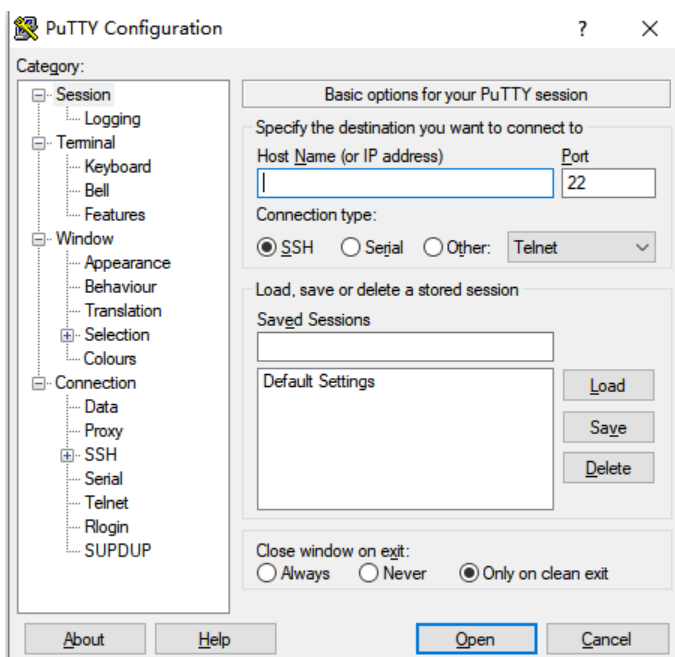 PuTTY Configuration ? ×
Category:
Session
Logging
Terminal
Keyboard
Bell
Features
Window
Appearance
Behaviour
Translation
Selection
Colours
Connection
Data
Proxy
SSH
Serial
Telnet
Rlogin
SUPDUP
Basic options for your PuTTY session
Specify the destination you want to connect to
Host Name (or IP address) Port
22
Connection type:
SSH Serial Other: Telnet
Load, save or delete a stored session
Saved Sessions
Default Settings
Load
Save
Delete
Close window on exit:
Always Never Only on clean exit
About Help Open Cancel